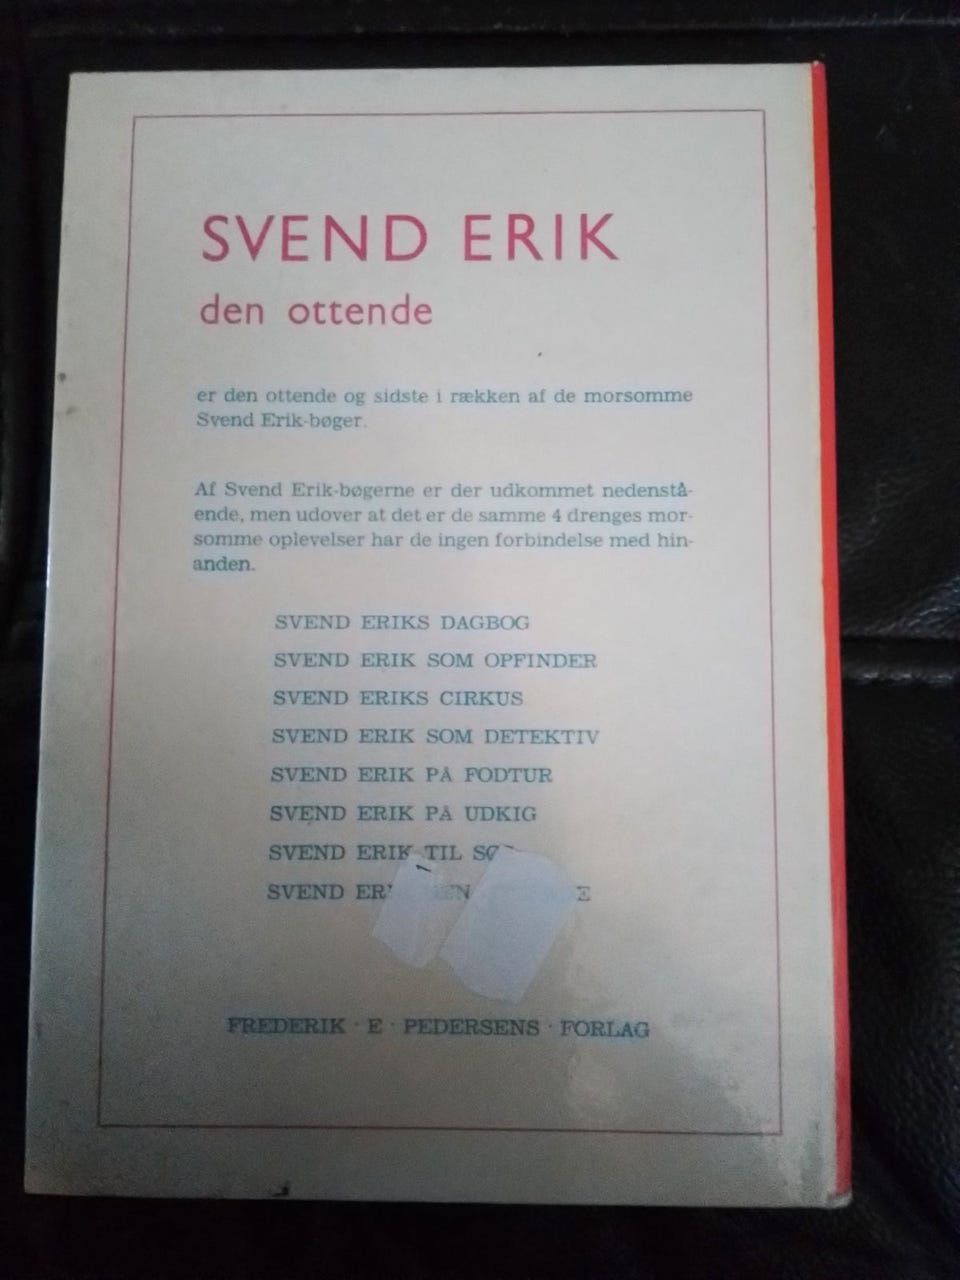 SVEND ERIK
den ottende
er den ottende og sidste i rækken af de morsomme
Svend Erik-bøger.
Af Svend Erik-bøgerne er der udkommet nedenstå-
ende, men udover at det er de samme 4 drenges mor-
somme oplevelser har de ingen forbindelse med hin-
anden.
SVEND ERIKS DAGBOG
SVEND ERIK SOM OPFINDER
SVEND ERIKS CIRKUS
SVEND ERIK SOM DETEKTIV
SVEND ERIK PÅ FODTUR
SVEND ERIK PÅ UDKIG
SVEND ERIK TIL
SVEND
1
FREDERIK · E · PEDERSENS · FORLAG